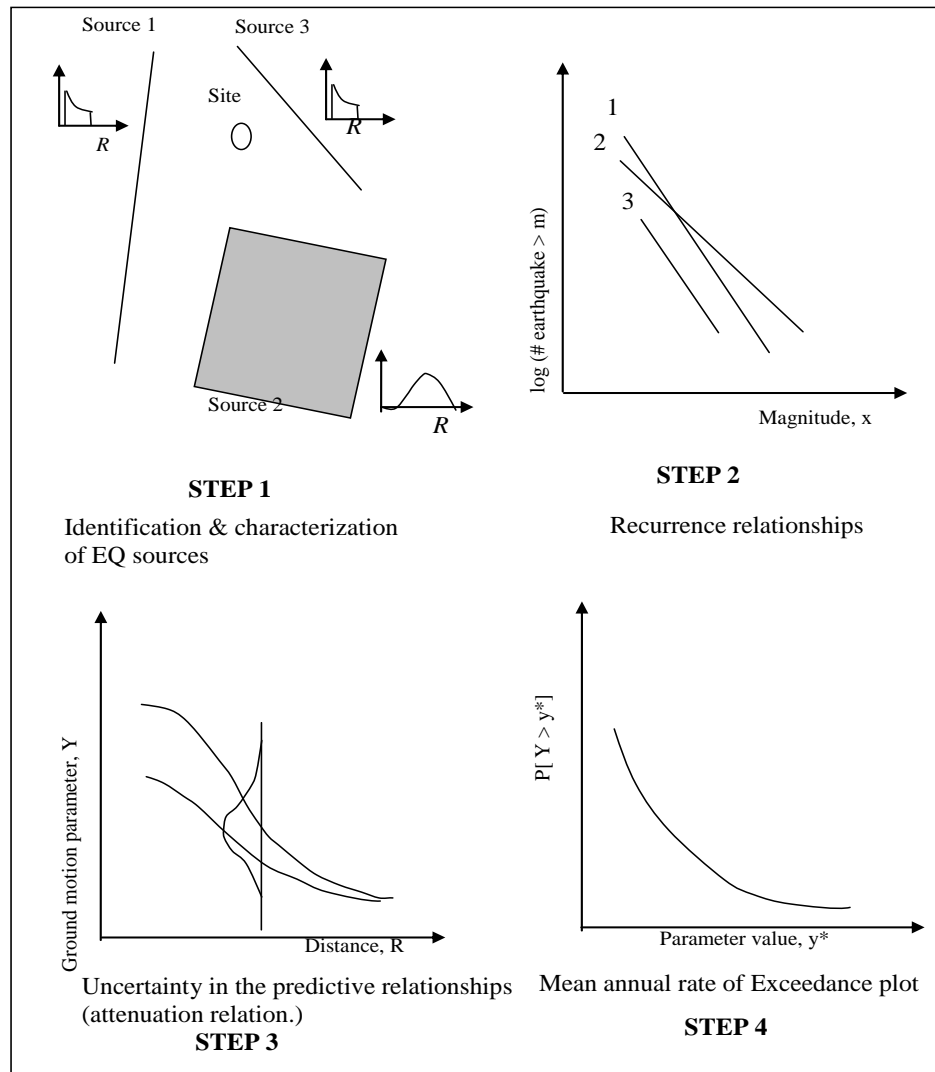 Source 1
Source 3
Site
R
R
Source 2
R
STEP 1
Identification & characterization
of EQ sources
1
2
3
log (# earthquake > m)
Magnitude, x
STEP 2
Recurrence relationships
Ground motion parameter, Y
Distance, R
Uncertainty in the predictive relationships
(attenuation relation.)
STEP 3
P[ Y > y*]
Parameter value, y*
Mean annual rate of Exceedance plot
STEP 4